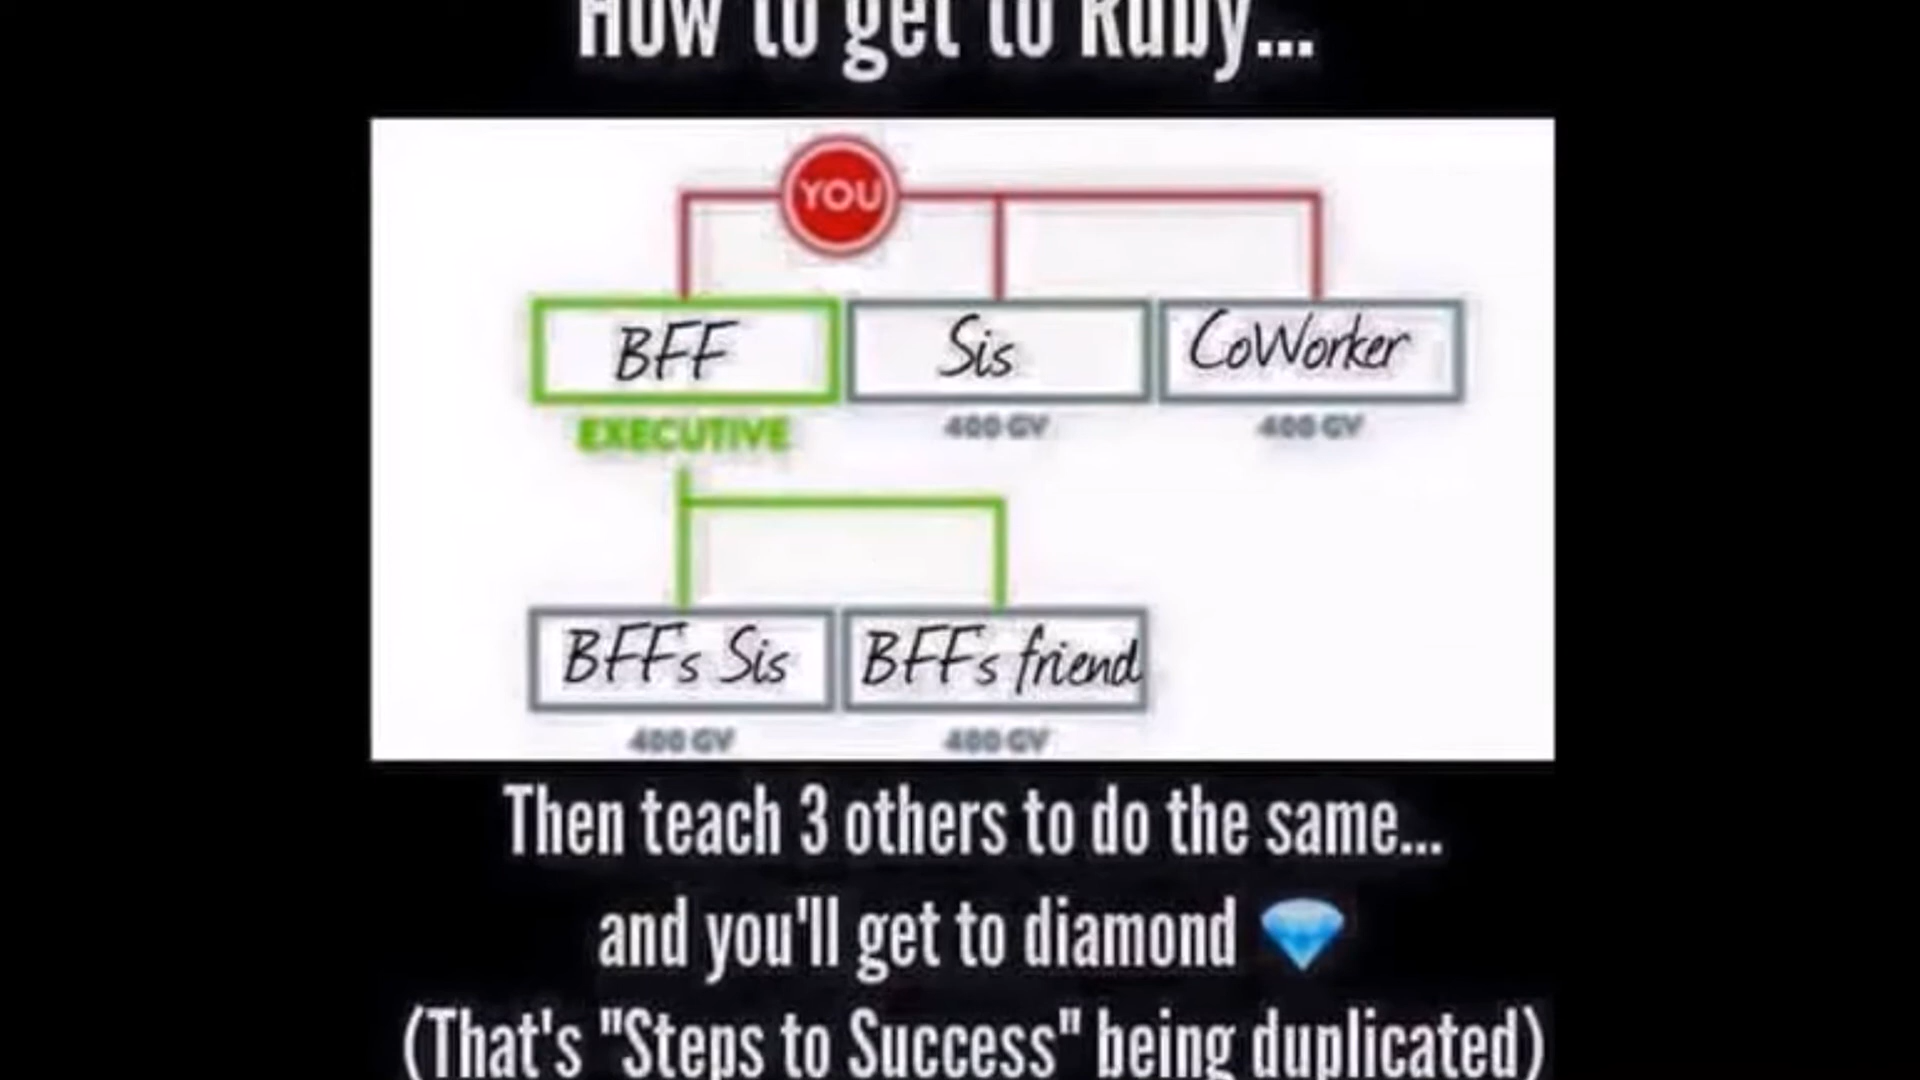 How to get to Ruby...
YOU
BFF Sis CoWorker
EXECUTIVE 400 GV 400 GV
BFFs Sis BFFs friend
400 GV 400 GV
Then teach 3 others to do the same...
and you'll get to diamond 💎
(That's "Steps to Success" being duplicated)